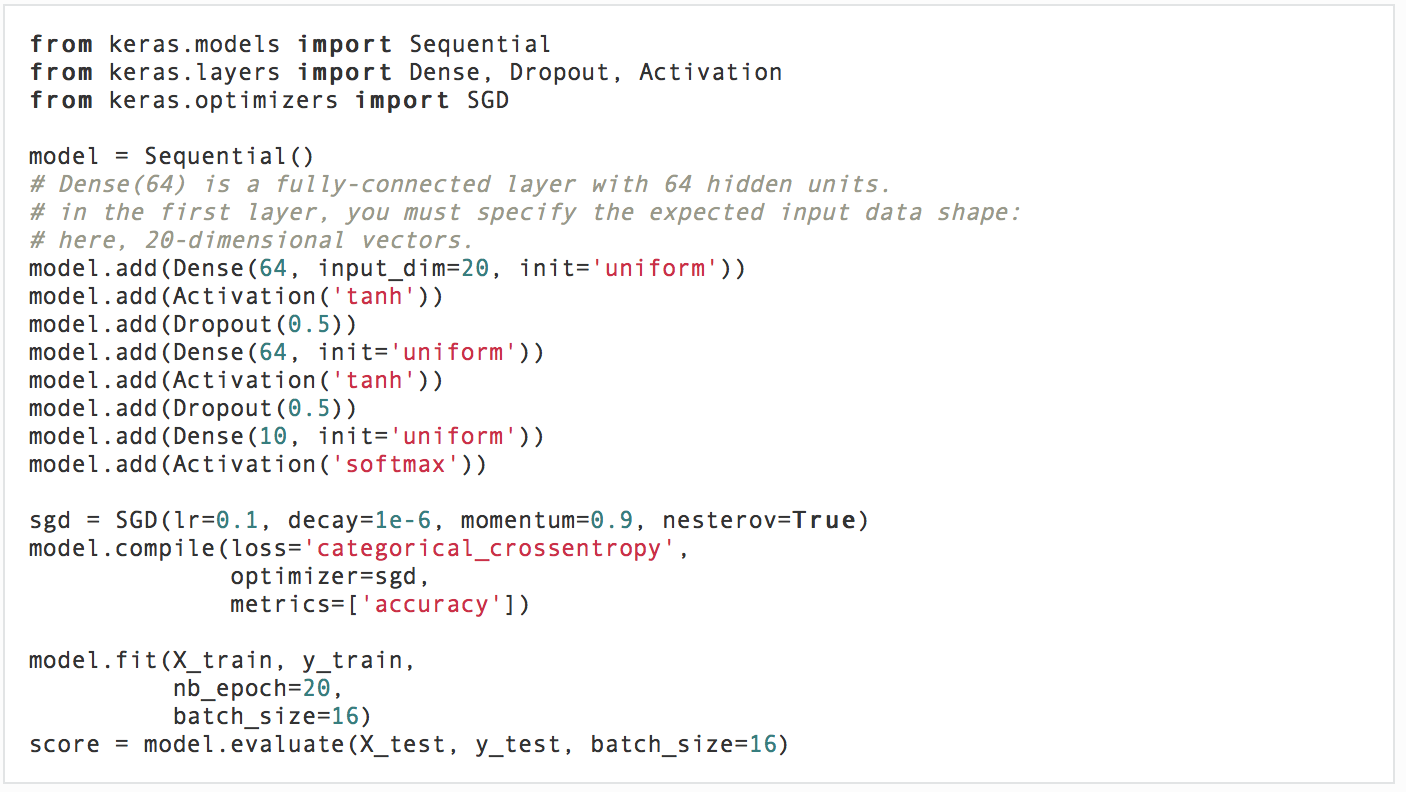 from keras.models import Sequential
from keras.layers import Dense, Dropout, Activation
from keras.optimizers import SGD

model = Sequential()
# Dense(64) is a fully-connected layer with 64 hidden units.
# in the first layer, you must specify the expected input data shape:
# here, 20-dimensional vectors.
model.add(Dense(64, input_dim=20, init='uniform'))
model.add(Activation('tanh'))
model.add(Dropout(0.5))
model.add(Dense(64, init='uniform'))
model.add(Activation('tanh'))
model.add(Dropout(0.5))
model.add(Dense(10, init='uniform'))
model.add(Activation('softmax'))

sgd = SGD(lr=0.1, decay=1e-6, momentum=0.9, nesterov=True)
model.compile(loss='categorical_crossentropy',
              optimizer=sgd,
              metrics=['accuracy'])

model.fit(X_train, y_train,
          nb_epoch=20,
          batch_size=16)
score = model.evaluate(X_test, y_test, batch_size=16)